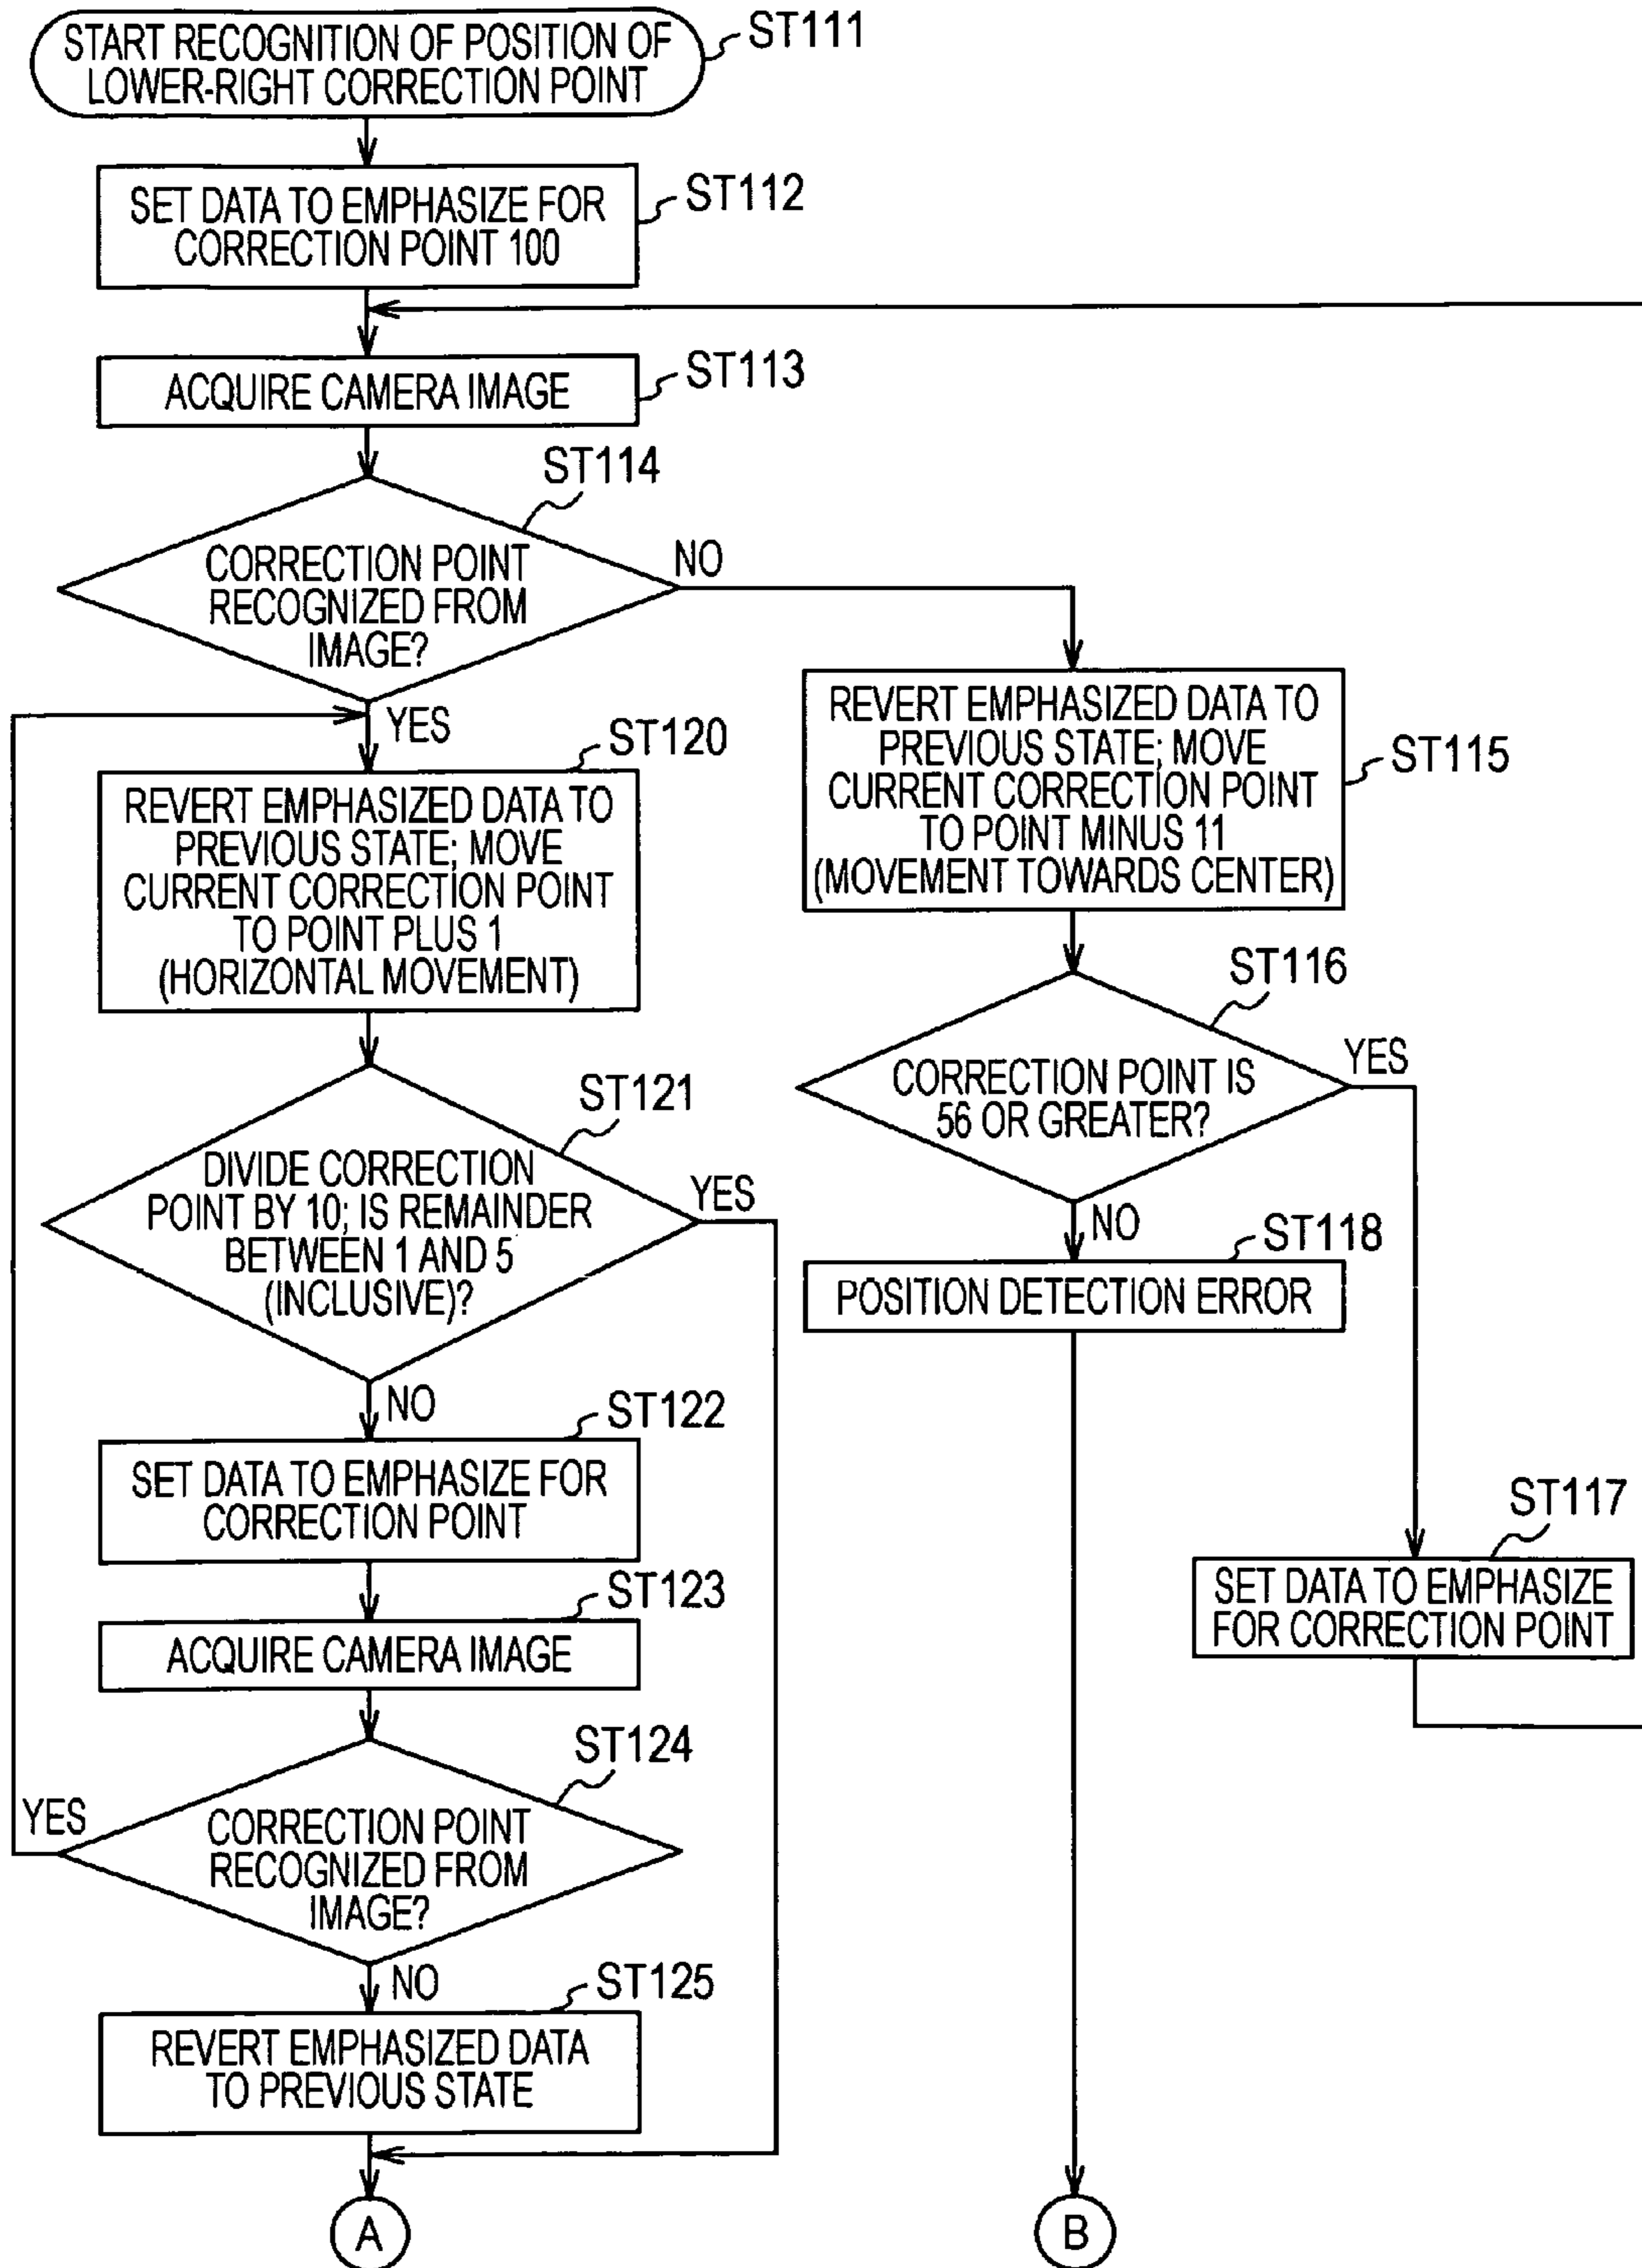 START RECOGNITION OF POSITION OF
LOWER-RIGHT CORRECTION POINT
ST111
SET DATA TO EMPHASIZE FOR
CORRECTION POINT 100
ST112
ACQUIRE CAMERA IMAGE
ST113
ST114
CORRECTION POINT
RECOGNIZED FROM
IMAGE?
NO
YES
ST120
REVERT EMPHASIZED DATA TO
PREVIOUS STATE; MOVE
CURRENT CORRECTION POINT
TO POINT PLUS 1
(HORIZONTAL MOVEMENT)
ST121
DIVIDE CORRECTION
POINT BY 10; IS REMAINDER
BETWEEN 1 AND 5
(INCLUSIVE)?
YES
NO
ST122
SET DATA TO EMPHASIZE FOR
CORRECTION POINT
ST123
ACQUIRE CAMERA IMAGE
ST124
YES
CORRECTION POINT
RECOGNIZED FROM
IMAGE?
NO
ST125
REVERT EMPHASIZED DATA
TO PREVIOUS STATE
A
REVERT EMPHASIZED DATA TO
PREVIOUS STATE; MOVE
CURRENT CORRECTION POINT
TO POINT MINUS 11
(MOVEMENT TOWARDS CENTER)
ST115
ST116
CORRECTION POINT IS
56 OR GREATER?
YES
NO
ST118
POSITION DETECTION ERROR
ST117
SET DATA TO EMPHASIZE
FOR CORRECTION POINT
B